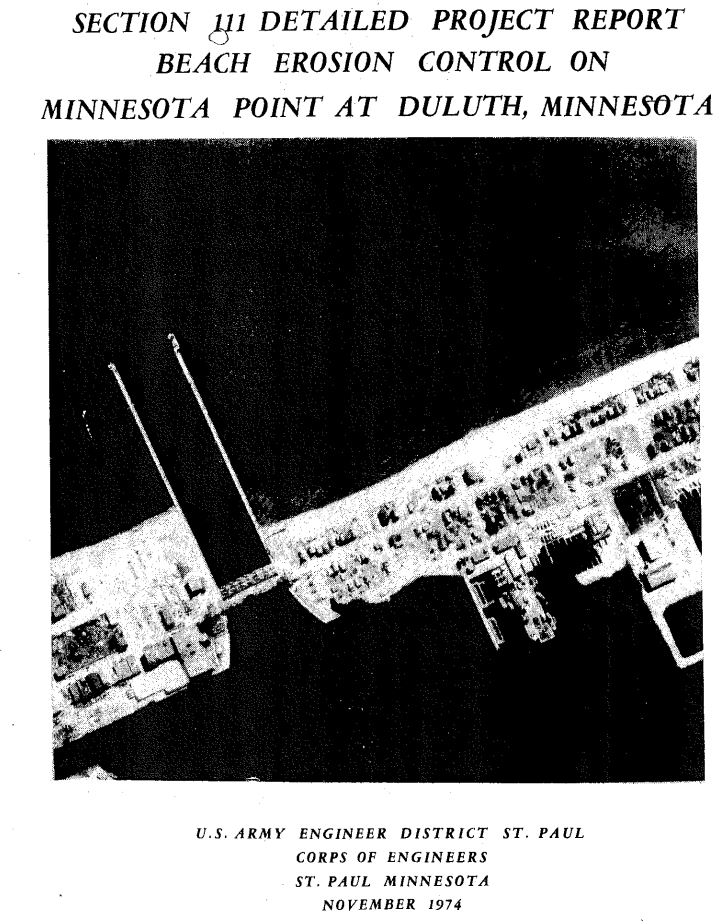 SECTION 111 DETAILED PROJECT REPORT
BEACH EROSION CONTROL ON
MINNESOTA POINT AT DULUTH, MINNESOTA
U.S. ARMY ENGINEER DISTRICT ST. PAUL
CORPS OF ENGINEERS
ST. PAUL MINNESOTA
NOVEMBER 1974